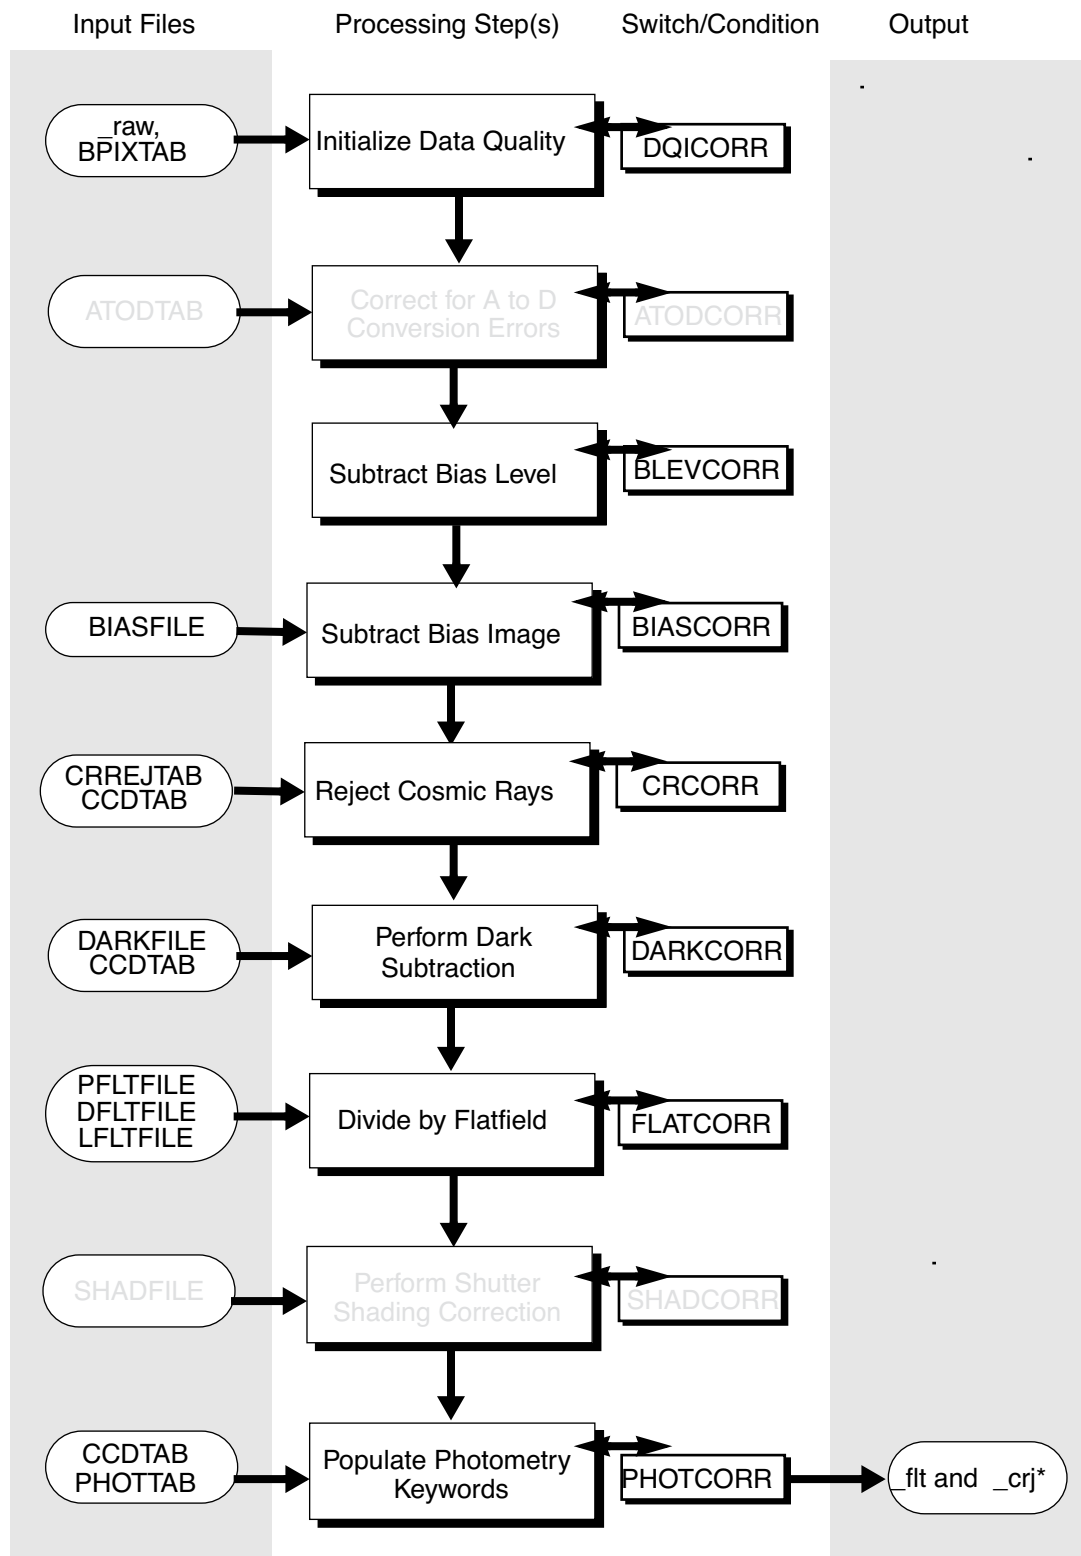 Input Files
Processing Step(s)
Switch/Condition
Output
_raw,
BPIXTAB
Initialize Data Quality
DQICORR
ATODTAB
Correct for A to D
Conversion Errors
ATODCORR
Subtract Bias Level
BLEVCORR
BIASFILE
Subtract Bias Image
BIASCORR
CRREJTAB
CCDTAB
Reject Cosmic Rays
CRCORR
DARKFILE
CCDTAB
Perform Dark
Subtraction
DARKCORR
PFLTFILE
DFLTFILE
LFLTFILE
Divide by Flatfield
FLATCORR
SHADFILE
Perform Shutter
Shading Correction
SHADCORR
CCDTAB
PHOTTAB
Populate Photometry
Keywords
PHOTCORR
_flt and _crj*